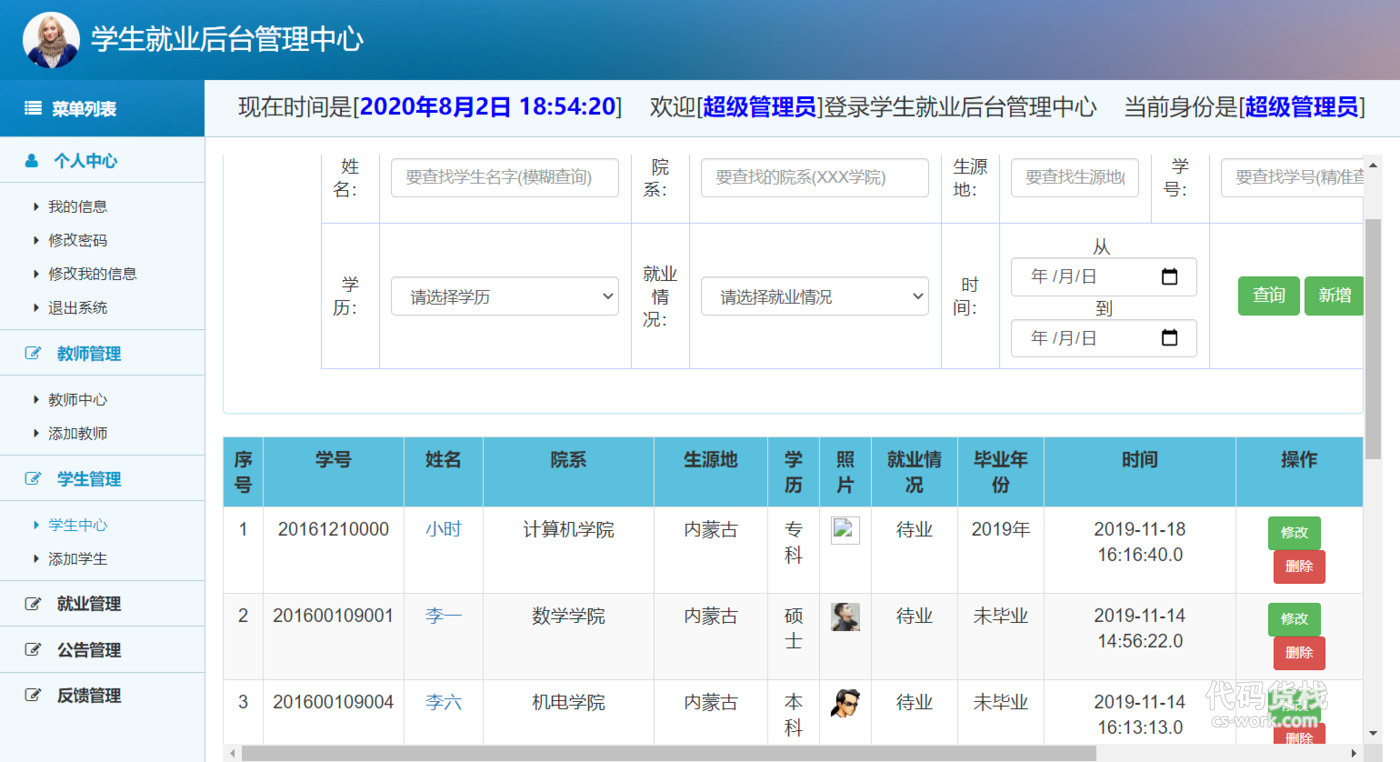 学生就业后台管理中心
菜单列表
现在时间是[2020年8月2日 18:54:20] 欢迎[超级管理员]登录学生就业后台管理中心 当前身份是[超级管理员]
个人中心
我的信息
修改密码
修改我的信息
退出系统
教师管理
教师中心
添加教师
学生管理
学生中心
添加学生
就业管理
公告管理
反馈管理
姓名： 要查找学生名字(模糊查询) 院系： 要查找的院系(XXX学院) 生源地： 要查找生源地( 学号： 要查找学号(精准查
学历： 请选择学历 就业情况： 请选择就业情况 时间：
从
年 /月/日
到
年 /月/日
查询 新增
序号 学号 姓名 院系 生源地 学历 照片 就业情况 毕业年份 时间 操作
1 20161210000 小时 计算机学院 内蒙古 专科 待业 2019年 2019-11-18 16:16:40.0 修改 删除
2 201600109001 李一 数学学院 内蒙古 硕士 待业 未毕业 2019-11-14 14:56:22.0 修改 删除
3 201600109004 李六 机电学院 内蒙古 本科 待业 未毕业 2019-11-14 16:13:13.0 修改 删除
代码货栈
cs-work.com